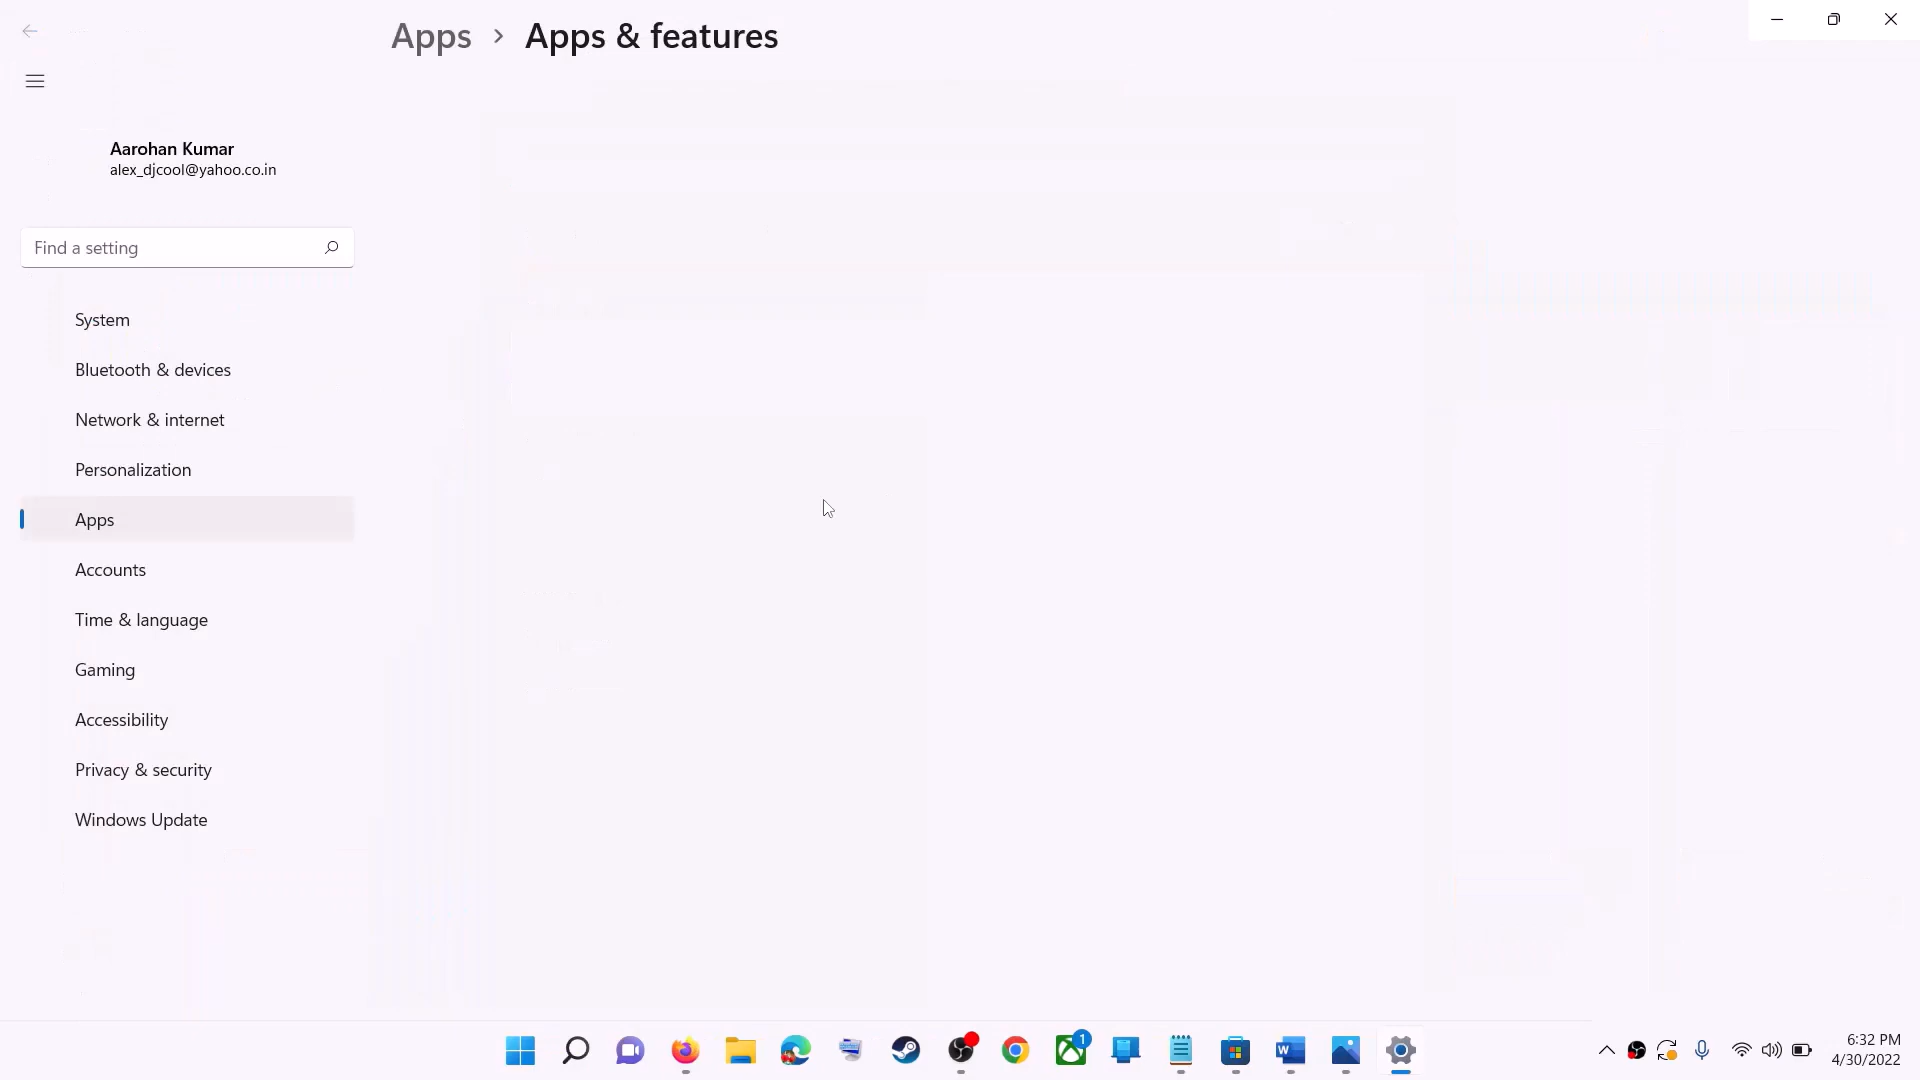 Apps > Apps & features
Aarohan Kumar
alex_djcool@yahoo.co.in
Find a setting
System
Bluetooth & devices
Network & internet
Personalization
Apps
Accounts
Time & language
Gaming
Accessibility
Privacy & security
Windows Update
1
W
6:32 PM
4/30/2022